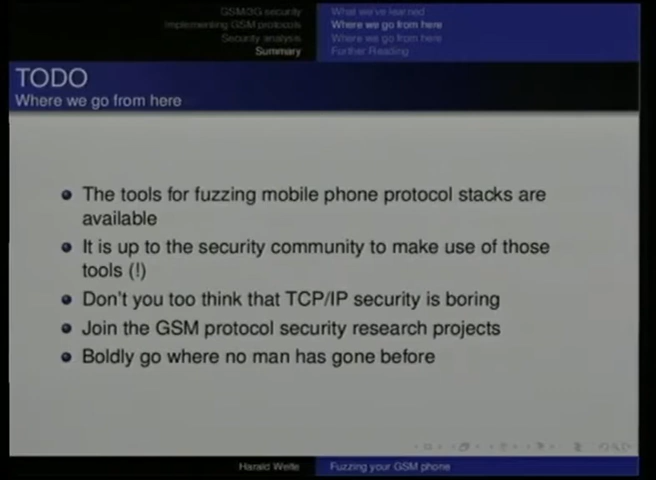 GSM/3G security
Implementing GSM protocols
Security analysis
Summary
What we've learned
Where we go from here
Where we go from here
Further Reading
TODO
Where we go from here
The tools for fuzzing mobile phone protocol stacks are
available
It is up to the security community to make use of those
tools (!)
Don't you too think that TCP/IP security is boring
Join the GSM protocol security research projects
Boldly go where no man has gone before
Harald Welte
Fuzzing your GSM phone